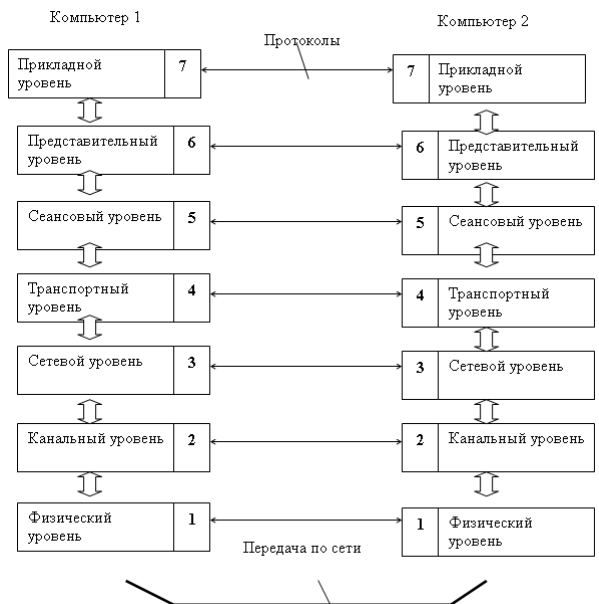 Компьютер 1
Компьютер 2
Протоколы
Прикладной
уровень
7
7
Прикладной
уровень
Представительный
уровень
6
6
Представительный
уровень
Сеансовый уровень
5
5
Сеансовый уровень
Транспортный
уровень
4
4
Транспортный
уровень
Сетевой уровень
3
3
Сетевой уровень
Канальный уровень
2
2
Канальный уровень
Физический
уровень
1
1
Физический
уровень
Передача по сети